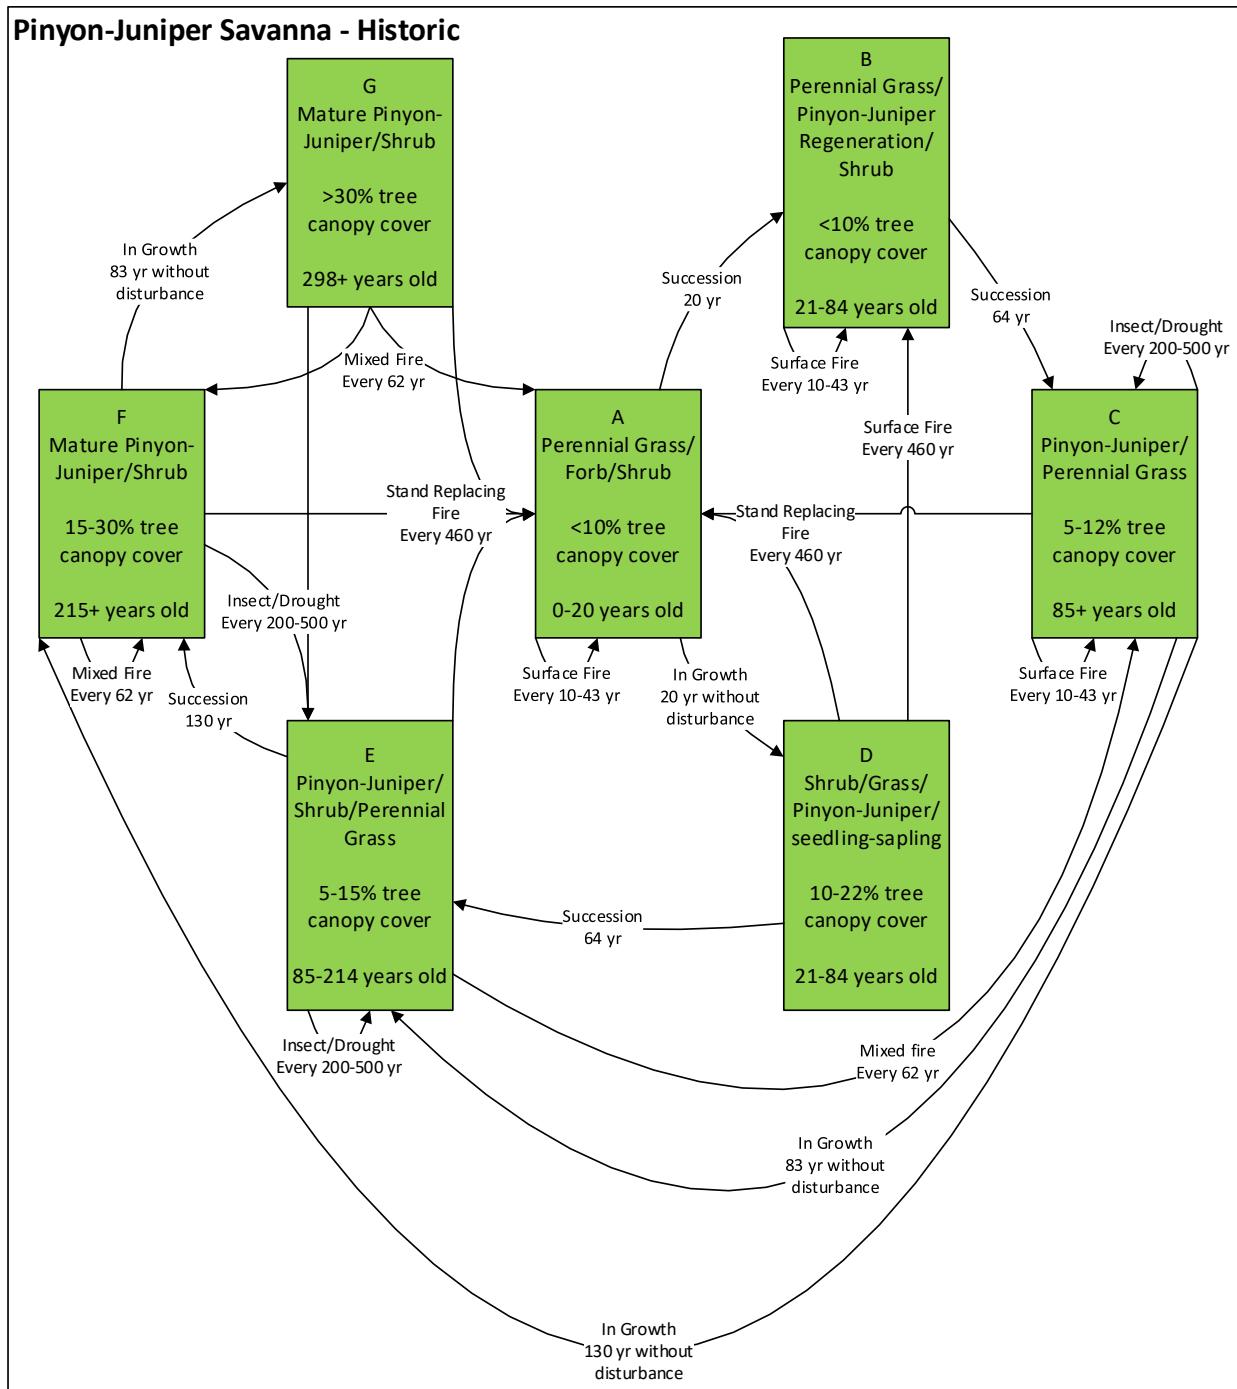 Pinyon-Juniper Savanna - Historic
G
Mature Pinyon-
Juniper/Shrub
>30% tree
canopy cover
298+ years old
B
Perennial Grass/
Pinyon-Juniper
Regeneration/
Shrub
<10% tree
canopy cover
21-84 years old
In Growth
83 yr without
disturbance
Succession
20 yr
Succession
64 yr
Insect/Drought
Every 200-500 yr
Mixed Fire
Every 62 yr
Surface Fire
Every 10-43 yr
F
Mature Pinyon-
Juniper/Shrub
15-30% tree
canopy cover
215+ years old
A
Perennial Grass/
Forb/Shrub
<10% tree
canopy cover
0-20 years old
Surface Fire
Every 460 yr
C
Pinyon-Juniper/
Perennial Grass
5-12% tree
canopy cover
85+ years old
Stand Replacing
Fire
Every 460 yr
Stand Replacing
Fire
Every 460 yr
Insect/Drought
Every 200-500 yr
Mixed Fire
Every 62 yr
Succession
130 yr
Surface Fire
Every 10-43 yr
In Growth
20 yr without
disturbance
Surface Fire
Every 10-43 yr
E
Pinyon-Juniper/
Shrub/Perennial
Grass
5-15% tree
canopy cover
85-214 years old
D
Shrub/Grass/
Pinyon-Juniper/
seedling-sapling
10-22% tree
canopy cover
21-84 years old
Succession
64 yr
Insect/Drought
Every 200-500 yr
Mixed fire
Every 62 yr
In Growth
83 yr without
disturbance
In Growth
130 yr without
disturbance